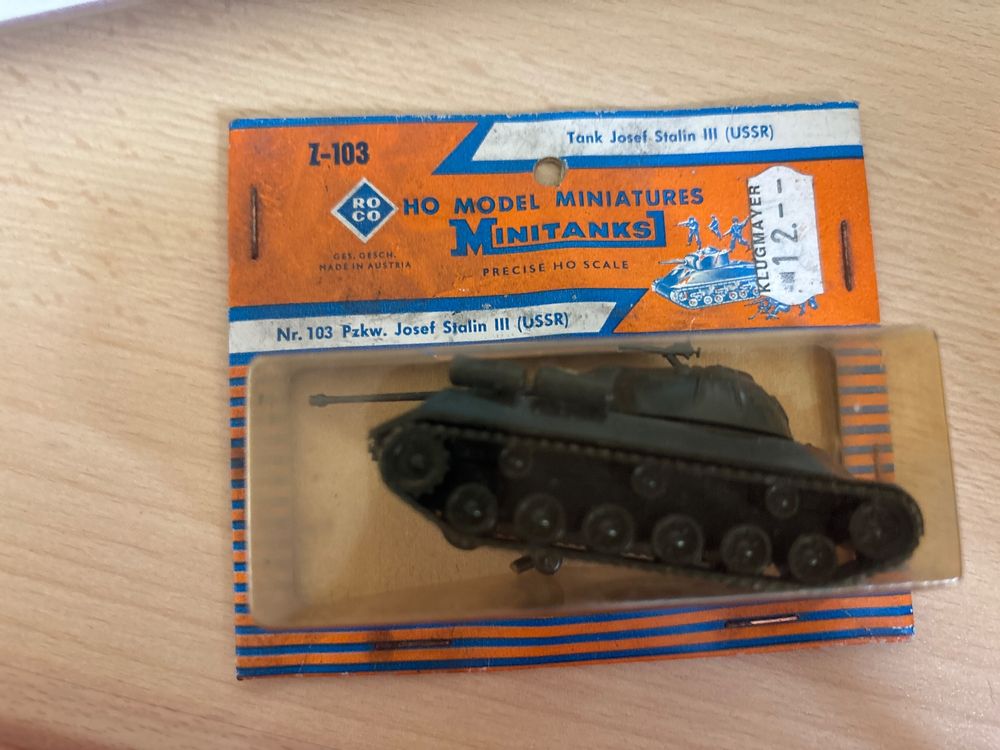 Z-103
Tank Josef Stalin III (USSR)
RO
CO
HO MODEL MINIATURES
MINITANKS
PRECISE HO SCALE
GES. GESCH.
MADE IN AUSTRIA
KLUGMAYER
12.--
Nr. 103 Pzkw. Josef Stalin III (USSR)